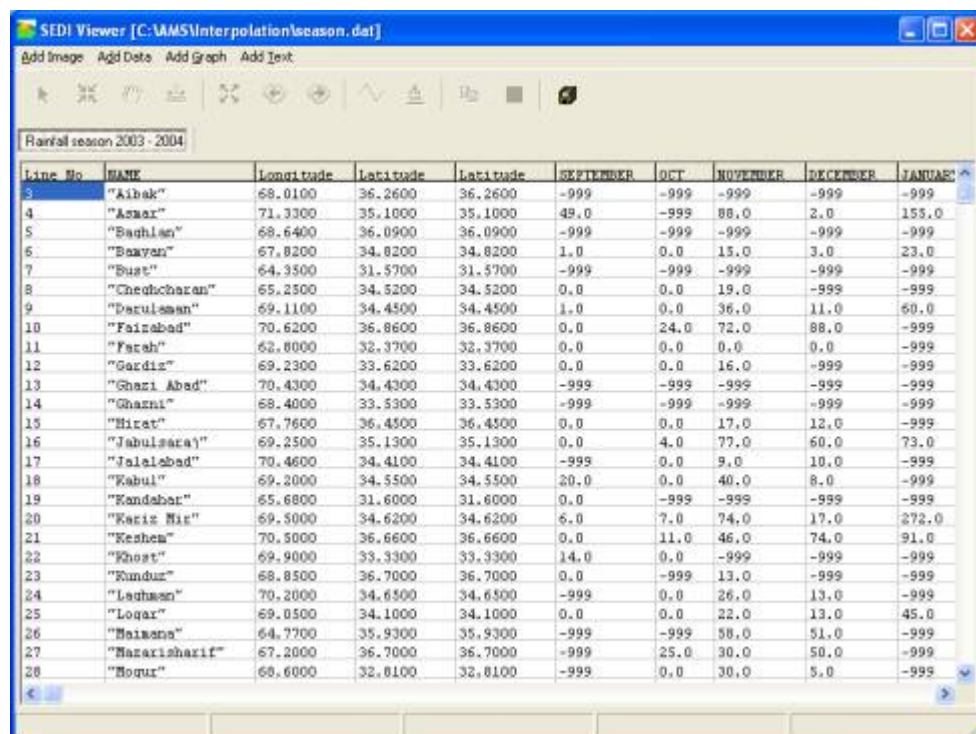 SEDI Viewer [C:\AMS\Interpolation\season.dat]
Add Image Add Data Add Graph Add Text
Rainfall season 2003 - 2004
Line No NAME Longitude Latitude Latitude SEPTEMBER OCT NOVEMBER DECEMBER JANUARY
3 "Aibak" 68.0100 36.2600 36.2600 -999 -999 -999 -999 -999
4 "Asmar" 71.3300 35.1000 35.1000 49.0 -999 88.0 2.0 155.0
5 "Baghlan" 68.6400 36.0900 36.0900 -999 -999 -999 -999 -999
6 "Bamyan" 67.8200 34.8200 34.8200 1.0 0.0 15.0 3.0 23.0
7 "Bust" 64.3500 31.5700 31.5700 -999 -999 -999 -999 -999
8 "Cheghcharan" 65.2500 34.5200 34.5200 0.0 0.0 19.0 -999 -999
9 "Darulaman" 69.1100 34.4500 34.4500 1.0 0.0 36.0 11.0 60.0
10 "Faizabad" 70.6200 36.8600 36.8600 0.0 24.0 72.0 88.0 -999
11 "Farah" 62.8000 32.3700 32.3700 0.0 0.0 0.0 0.0 -999
12 "Gardiz" 69.2300 33.6200 33.6200 0.0 0.0 16.0 -999 -999
13 "Ghazi Abad" 70.4300 34.4300 34.4300 -999 -999 -999 -999 -999
14 "Ghazni" 68.4000 33.5300 33.5300 -999 -999 -999 -999 -999
15 "Hirat" 67.7600 36.4500 36.4500 0.0 0.0 17.0 12.0 -999
16 "Jabulsaraj" 69.2500 35.1300 35.1300 0.0 4.0 77.0 60.0 73.0
17 "Jalalabad" 70.4600 34.4100 34.4100 -999 0.0 9.0 10.0 -999
18 "Kabul" 69.2000 34.5500 34.5500 20.0 0.0 40.0 8.0 -999
19 "Kandahar" 65.6800 31.6000 31.6000 0.0 -999 -999 -999 -999
20 "Kariz Mir" 69.5000 34.6200 34.6200 6.0 7.0 74.0 17.0 272.0
21 "Keshem" 70.5000 36.6600 36.6600 0.0 11.0 46.0 74.0 91.0
22 "Khost" 69.9000 33.3300 33.3300 14.0 0.0 -999 -999 -999
23 "Kunduz" 68.8500 36.7000 36.7000 0.0 -999 13.0 -999 -999
24 "Laghman" 70.2000 34.6500 34.6500 -999 0.0 26.0 13.0 -999
25 "Logar" 69.0500 34.1000 34.1000 0.0 0.0 22.0 13.0 45.0
26 "Maimana" 64.7700 35.9300 35.9300 -999 -999 58.0 51.0 -999
27 "Mazarisharif" 67.2000 36.7000 36.7000 -999 25.0 30.0 50.0 -999
28 "Moqur" 68.6000 32.8100 32.8100 -999 0.0 30.0 5.0 -999